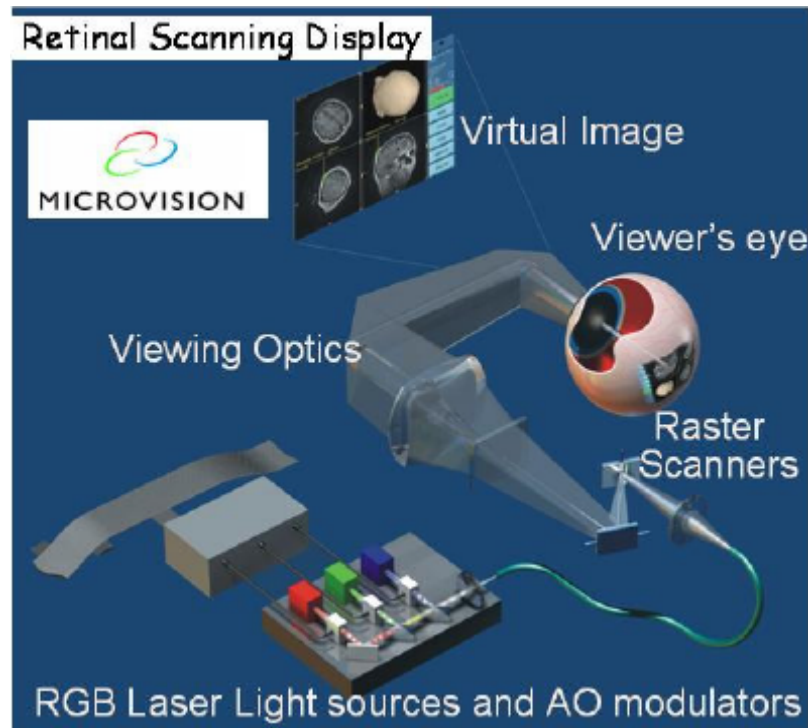 Retinal Scanning Display
MICROVISION
Virtual Image
Viewer's eye
Viewing Optics
Raster
Scanners
RGB Laser Light sources and AO modulators